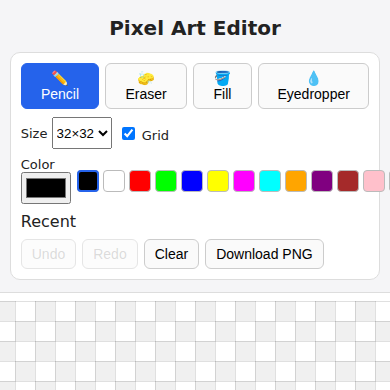 Pixel Art Editor
Pencil Eraser Fill Eyedropper
Size 32×32 Grid
Color
Recent
Undo Redo Clear Download PNG